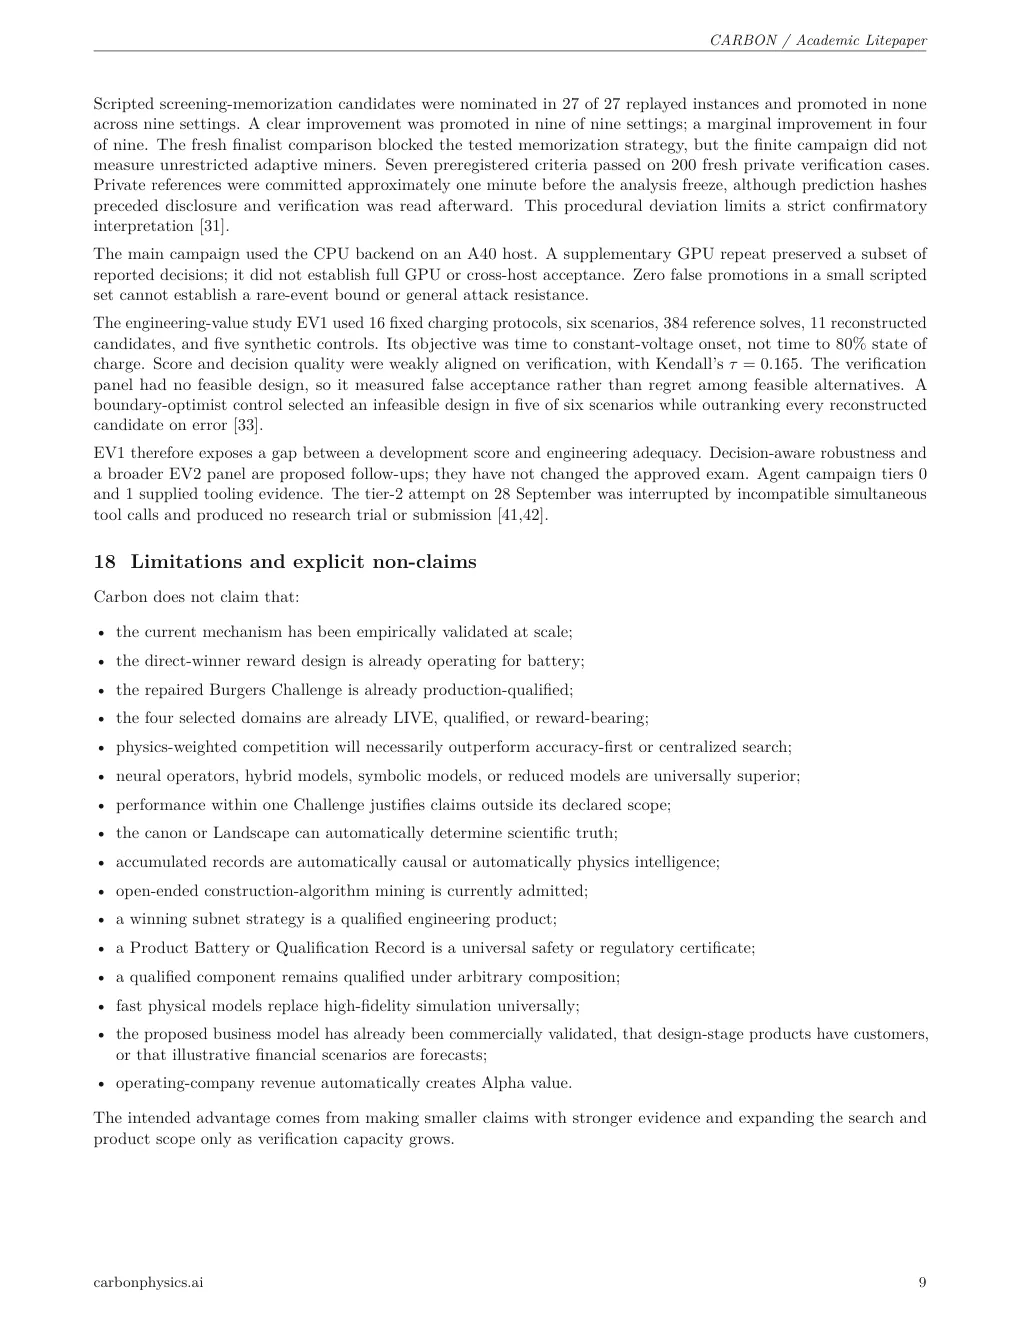 CARBON / Academic Litepaper
Scripted screening-memorization candidates were nominated in 27 of 27 replayed instances and promoted in none
across nine settings. A clear improvement was promoted in nine of nine settings; a marginal improvement in four
of nine. The fresh finalist comparison blocked the tested memorization strategy, but the finite campaign did not
measure unrestricted adaptive miners. Seven preregistered criteria passed on 200 fresh private verification cases.
Private references were committed approximately one minute before the analysis freeze, although prediction hashes
preceded disclosure and verification was read afterward. This procedural deviation limits a strict confirmatory
interpretation [31].
The main campaign used the CPU backend on an A40 host. A supplementary GPU repeat preserved a subset of
reported decisions; it did not establish full GPU or cross-host acceptance. Zero false promotions in a small scripted
set cannot establish a rare-event bound or general attack resistance.
The engineering-value study EV1 used 16 fixed charging protocols, six scenarios, 384 reference solves, 11 reconstructed
candidates, and five synthetic controls. Its objective was time to constant-voltage onset, not time to 80% state of
charge. Score and decision quality were weakly aligned on verification, with Kendall's τ = 0.165. The verification
panel had no feasible design, so it measured false acceptance rather than regret among feasible alternatives. A
boundary-optimist control selected an infeasible design in five of six scenarios while outranking every reconstructed
candidate on error [33].
EV1 therefore exposes a gap between a development score and engineering adequacy. Decision-aware robustness and
a broader EV2 panel are proposed follow-ups; they have not changed the approved exam. Agent campaign tiers 0
and 1 supplied tooling evidence. The tier-2 attempt on 28 September was interrupted by incompatible simultaneous
tool calls and produced no research trial or submission [41,42].
18 Limitations and explicit non-claims
Carbon does not claim that:
• the current mechanism has been empirically validated at scale;
• the direct-winner reward design is already operating for battery;
• the repaired Burgers Challenge is already production-qualified;
• the four selected domains are already LIVE, qualified, or reward-bearing;
• physics-weighted competition will necessarily outperform accuracy-first or centralized search;
• neural operators, hybrid models, symbolic models, or reduced models are universally superior;
• performance within one Challenge justifies claims outside its declared scope;
• the canon or Landscape can automatically determine scientific truth;
• accumulated records are automatically causal or automatically physics intelligence;
• open-ended construction-algorithm mining is currently admitted;
• a winning subnet strategy is a qualified engineering product;
• a Product Battery or Qualification Record is a universal safety or regulatory certificate;
• a qualified component remains qualified under arbitrary composition;
• fast physical models replace high-fidelity simulation universally;
• the proposed business model has already been commercially validated, that design-stage products have customers,
or that illustrative financial scenarios are forecasts;
• operating-company revenue automatically creates Alpha value.
The intended advantage comes from making smaller claims with stronger evidence and expanding the search and
product scope only as verification capacity grows.
carbonphysics.ai
9